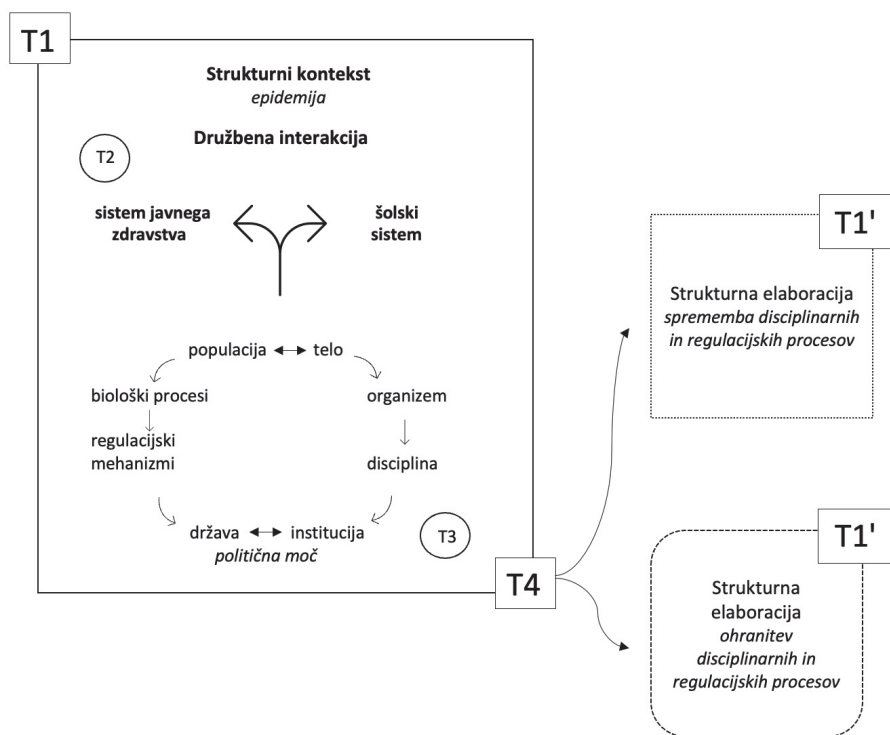 T1
Strukturni kontekst
epidemija
Družbena interakcija
T2
sistem javnega
zdravstva
šolski
sistem
populacija
telo
biološki procesi
organizem
regulacijski
mehanizmi
disciplina
država
institucija
politična moč
T3
T4
T1'
Strukturna elaboracija
sprememba disciplinarnih
in regulacijskih procesov
T1'
Strukturna
elaboracija
ohranitev
disciplinarnih in
regulacijskih procesov